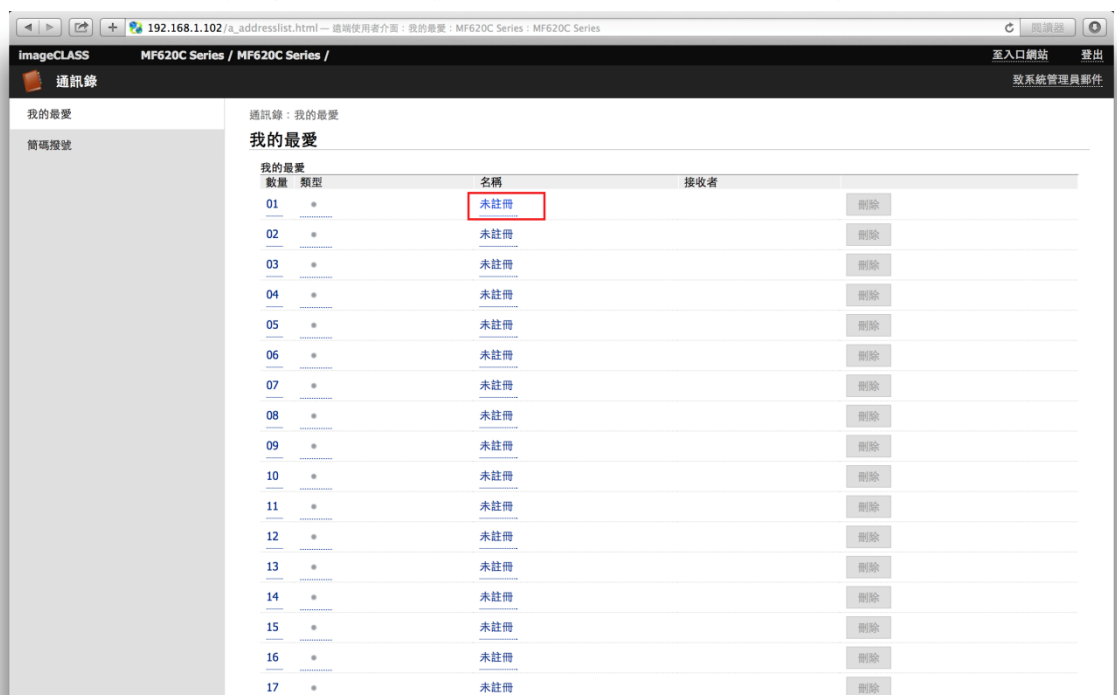 192.168.1.102/a_addresslist.html — 遠端使用者介面：我的最愛：MF620C Series：MF620C Series 閱讀器
imageCLASS MF620C Series / MF620C Series / 至入口網站 登出
通訊錄 致系統管理員郵件
我的最愛
簡碼撥號
通訊錄：我的最愛
我的最愛
我的最愛
數量 類型 名稱 接收者
01 未註冊 刪除
02 未註冊 刪除
03 未註冊 刪除
04 未註冊 刪除
05 未註冊 刪除
06 未註冊 刪除
07 未註冊 刪除
08 未註冊 刪除
09 未註冊 刪除
10 未註冊 刪除
11 未註冊 刪除
12 未註冊 刪除
13 未註冊 刪除
14 未註冊 刪除
15 未註冊 刪除
16 未註冊 刪除
17 未註冊 刪除